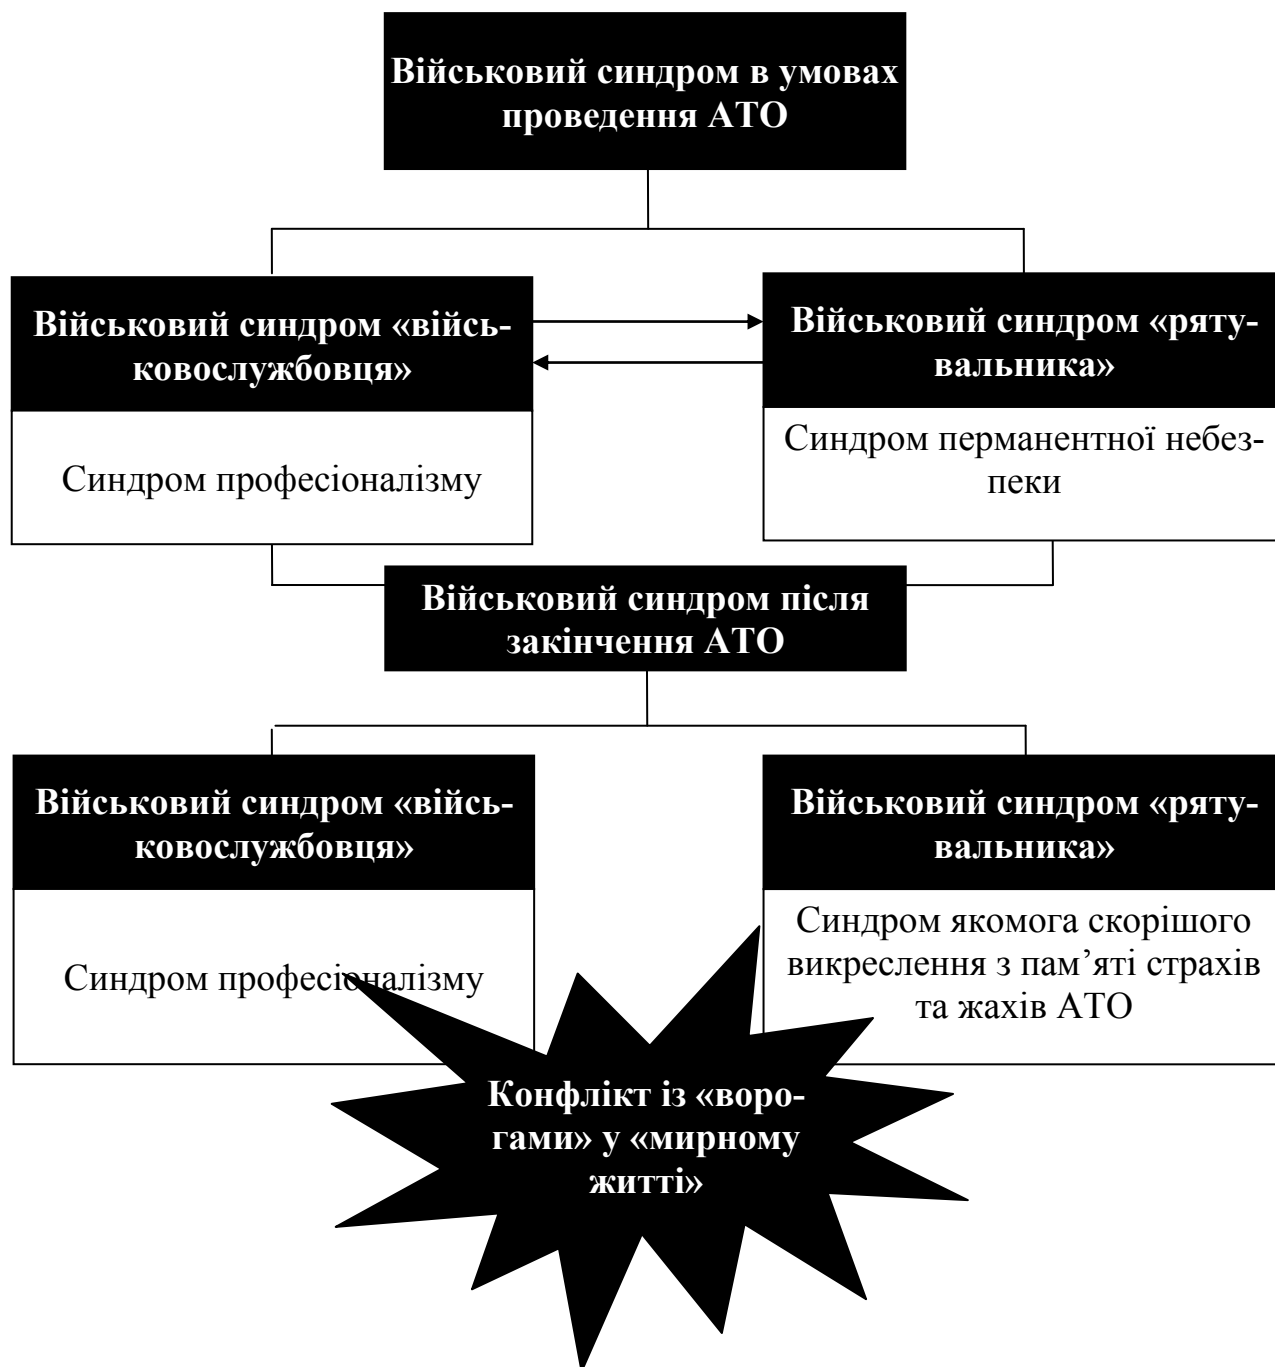 Військовий синдром в умовах
проведення АТО
Військовий синдром «війсь-
ковослужбовця»
Синдром професіоналізму
Військовий синдром «ряту-
вальника»
Синдром перманентної небез-
пеки
Військовий синдром після
закінчення АТО
Військовий синдром «війсь-
ковослужбовця»
Синдром професіоналізму
Військовий синдром «ряту-
вальника»
Синдром якомога скорішого
викреслення з пам’яті страхів
та жахів АТО
Конфлікт із «воро-
гами» у «мирному
житті»